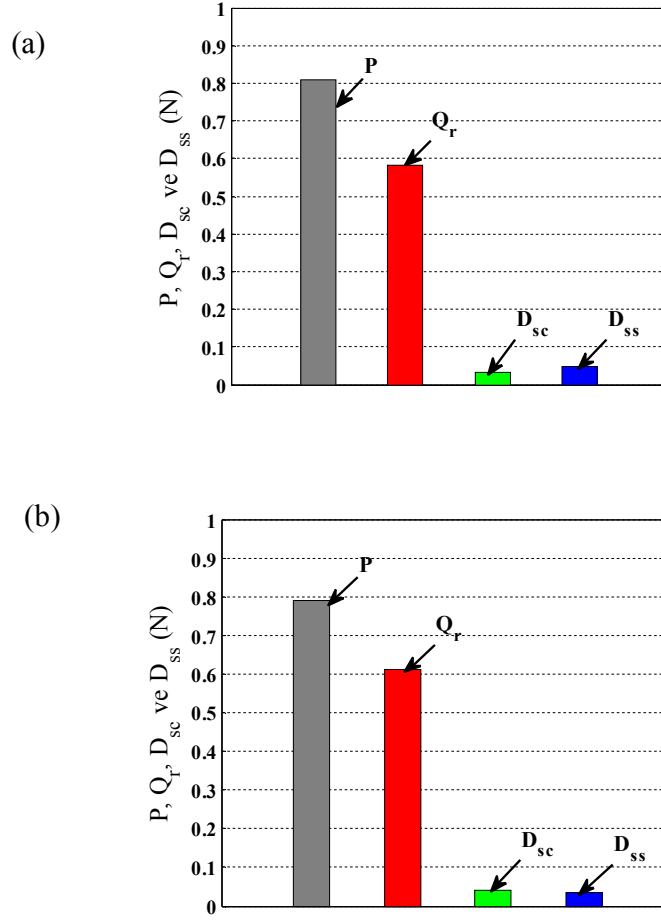 (a)
P, Q_r, D_sc ve D_ss (N)
1
0.9
0.8
0.7
0.6
0.5
0.4
0.3
0.2
0.1
0
P
Q_r
D_sc
D_ss
(b)
P, Q_r, D_sc ve D_ss (N)
1
0.9
0.8
0.7
0.6
0.5
0.4
0.3
0.2
0.1
0
P
Q_r
D_sc
D_ss